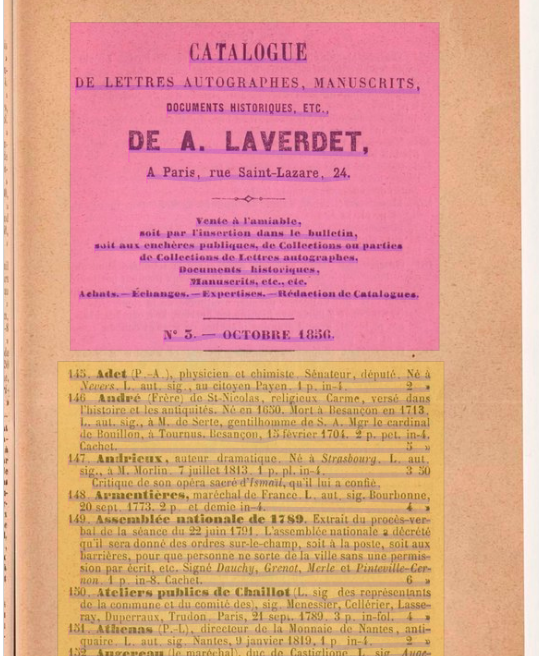 CATALOGUE
DE LETTRES AUTOGRAPHES, MANUSCRITS,
DOCUMENTS HISTORIQUES, ETC.,
DE A. LAVERDET,
A Paris, rue Saint-Lazare, 24.
Vente à l'amiable,
soit par l'insertion dans le bulletin,
soit aux enchères publiques, de Collections ou parties
de Collections de Lettres autographes,
Documents historiques,
Manuscrits, etc., etc.
Achats. — Échanges. — Expertises. — Rédaction de Catalogues.
N° 3. — OCTOBRE 1856.
145. Adet (P.-A.), physicien et chimiste. Sénateur, député. Né à
Nevers. L. aut. sig., au citoyen Payen. 1 p. in-4. 2 »
146 André (Frère) de St-Nicolas, religieux Carme, versé dans
l'histoire et les antiquités. Né en 1650. Mort à Besançon en 1713.
L. aut. sig., à M. de Serte, gentilhomme de S. A. Mgr le cardinal
de Bouillon, à Tournus. Besançon, 15 février 1704. 2 p. pet. in-4.
Cachet. 5 »
147. Andrieux, auteur dramatique. Né à Strasbourg. L. aut.
sig., à M. Morlin. 7 juillet 1813. 1 p. pl. in-4. 3 50
Critique de son opéra sacré d'Ismaïl, qu'il lui a confié.
148. Armentières, maréchal de France. L. aut. sig. Bourbonne,
20 sept. 1773. 2 p. et demie in-4. 4 »
149. Assemblée nationale de 1789. Extrait du procès-ver-
bal de la séance du 22 juin 1791. L'assemblée nationale a décrété
qu'il sera donné des ordres sur-le-champ, soit à la poste, soit aux
barrières, pour que personne ne sorte de la ville sans une permis-
sion par écrit, etc. Signé Dauchy, Grenot, Merle et Pinteville-Cer-
non. 1 p. in-8. Cachet. 6 »
150. Ateliers publics de Chaillot (L. sig. des représentants
de la commune et du comité des), sig. Menessier, Cellérier, Lasse-
ray, Duperraux, Trudon. Paris, 21 sept. 1789. 3 p. in-fol. 4 »
151. Athenas (P.-L), directeur de la Monnaie de Nantes, anti-
quaire. L. aut. sig. Nantes, 9 janvier 1819. 1 p. in-4. 2 »
152. Augereau (le maréchal), duc de Castiglione. L. sig. Auge-